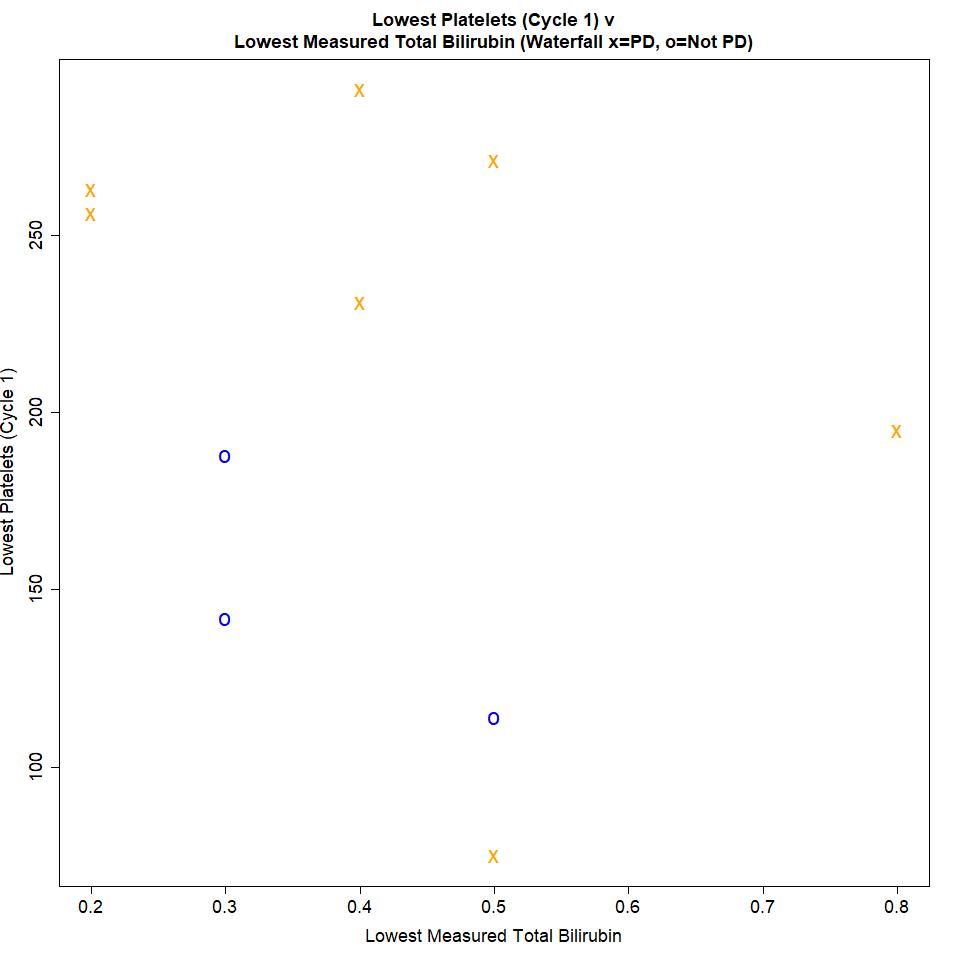 Lowest Platelets (Cycle 1) v
Lowest Measured Total Bilirubin (Waterfall x=PD, o=Not PD)
Lowest Platelets (Cycle 1)
250
200
150
100
X
X
X
X
X
X
O
O
O
X
0.2 0.3 0.4 0.5 0.6 0.7 0.8
Lowest Measured Total Bilirubin